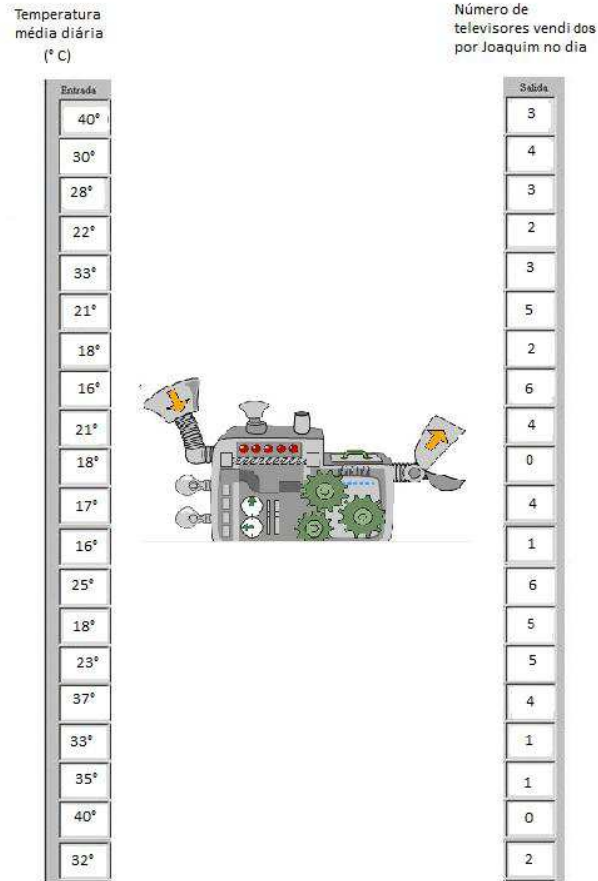 Temperatura
média diária
(° C)
Número de
televisores vendidos
por Joaquim no dia
Entrada
Salida
40° 3
30° 4
28° 3
22° 2
33° 3
21° 5
18° 2
16° 6
21° 4
18° 0
17° 4
16° 1
25° 6
18° 5
23° 5
37° 4
33° 1
35° 1
40° 0
32° 2